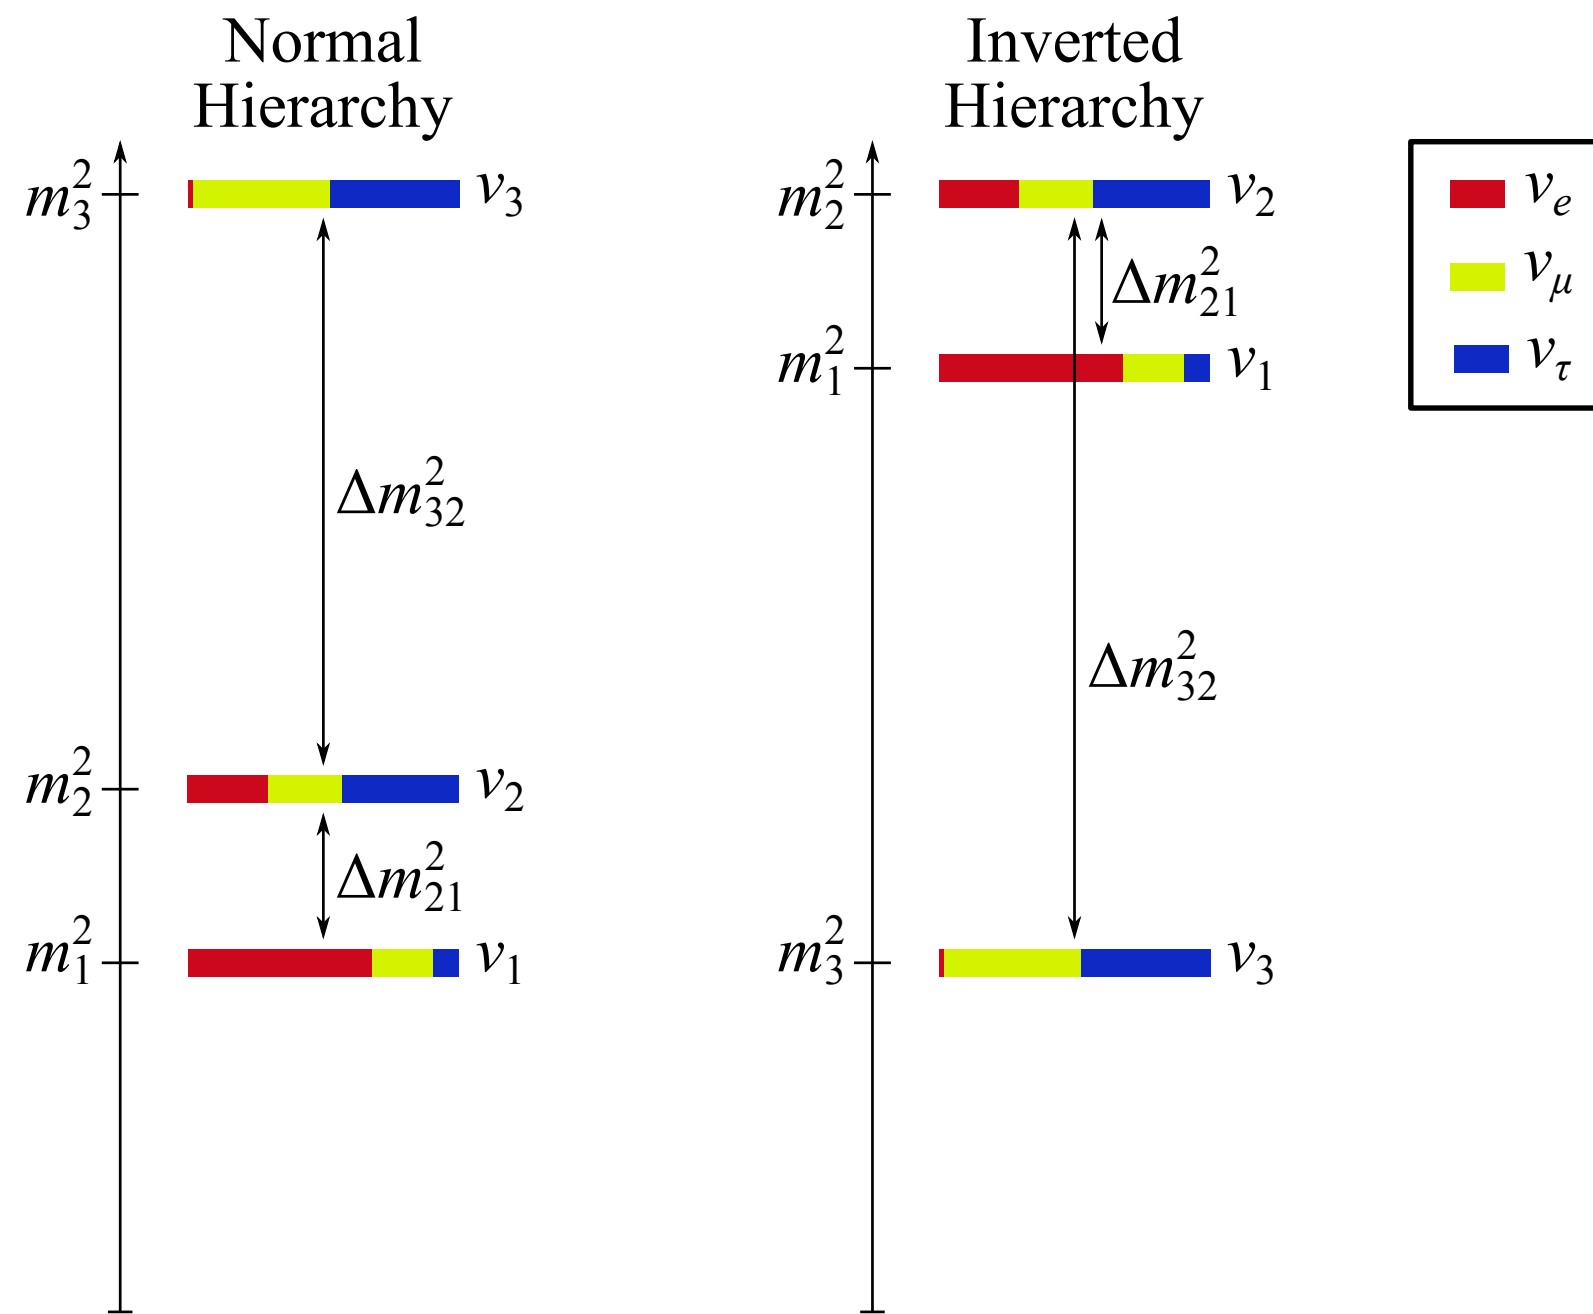 Normal
Hierarchy
m₃²
ν₃
Δm₃₂²
m₂²
ν₂
Δm₂₁²
m₁²
ν₁
Inverted
Hierarchy
m₂²
ν₂
Δm₂₁²
m₁²
ν₁
Δm₃₂²
m₃²
ν₃
νₑ
ν_μ
ν_τ